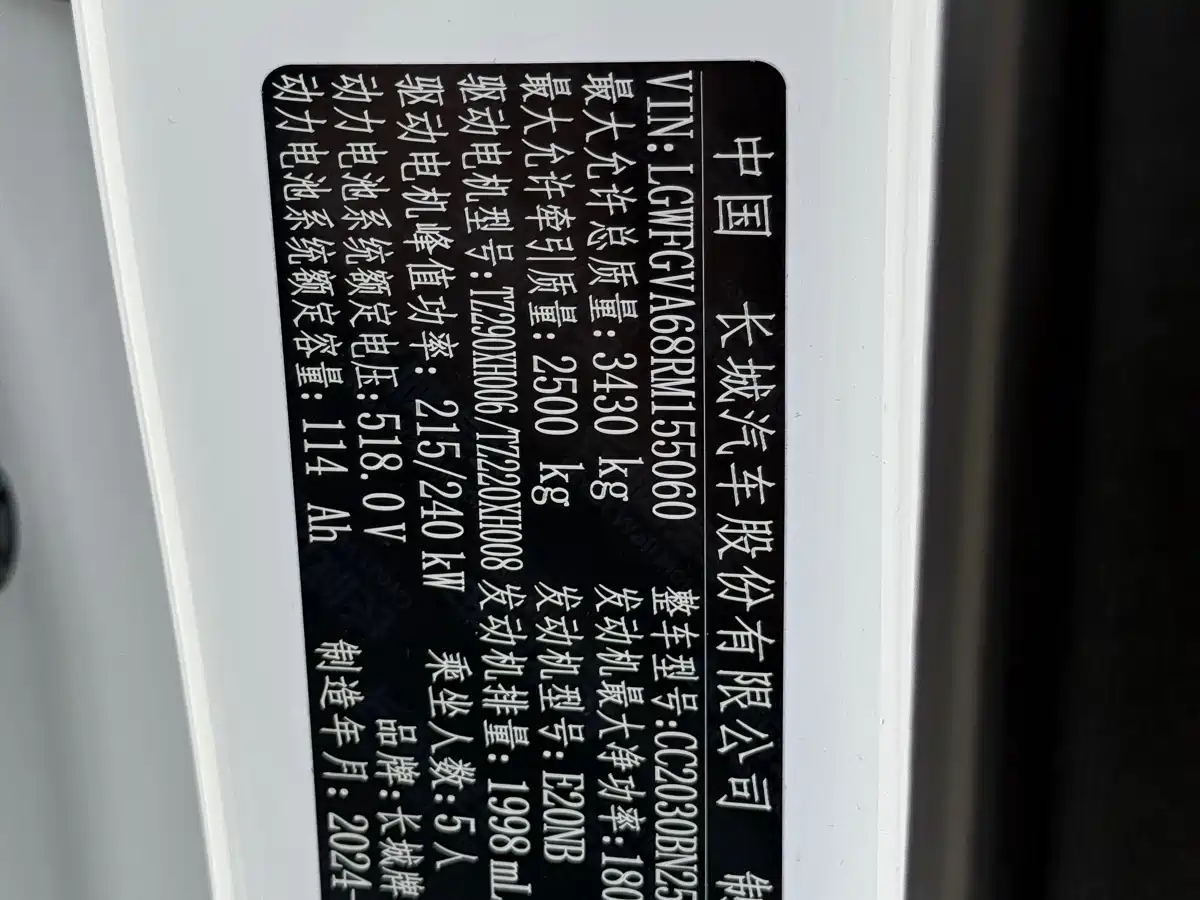 中国 长城汽车股份有限公司 制
VIN:LGWFGVA68RM155060 整车型号:CC2030BN25
最大允许总质量:3430 kg 发动机最大净功率:180
最大允许牵引质量:2500 kg 发动机型号:E20NB
驱动电机型号:TZ290XH006/TZ220XH008 发动机排量:1998mL
驱动电机峰值功率:215/240kW 乘坐人数:5人
动力电池系统额定电压:518.0V 品牌:长城牌
动力电池系统额定容量:114 Ah 制造年月:2024-